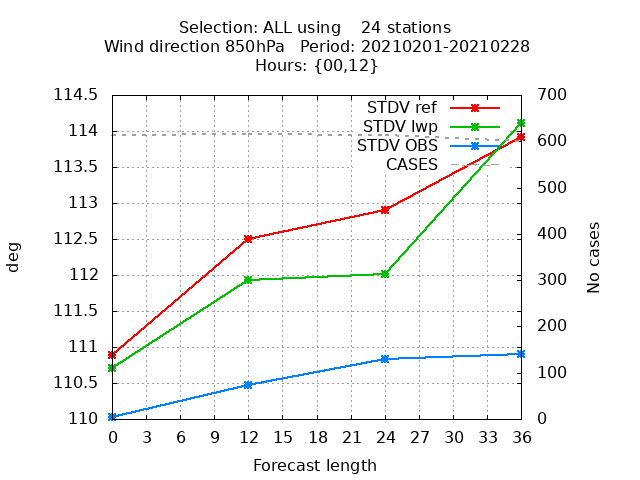 Selection: ALL using    24 stations
Wind direction 850hPa   Period: 20210201-20210228
Hours: {00,12}
114.5
114
113.5
113
112.5
112
111.5
111
110.5
110
deg
STDV ref
STDV lwp
STDV OBS
CASES
700
600
500
400
300
200
100
0
No cases
0 3 6 9 12 15 18 21 24 27 30 33 36
Forecast length